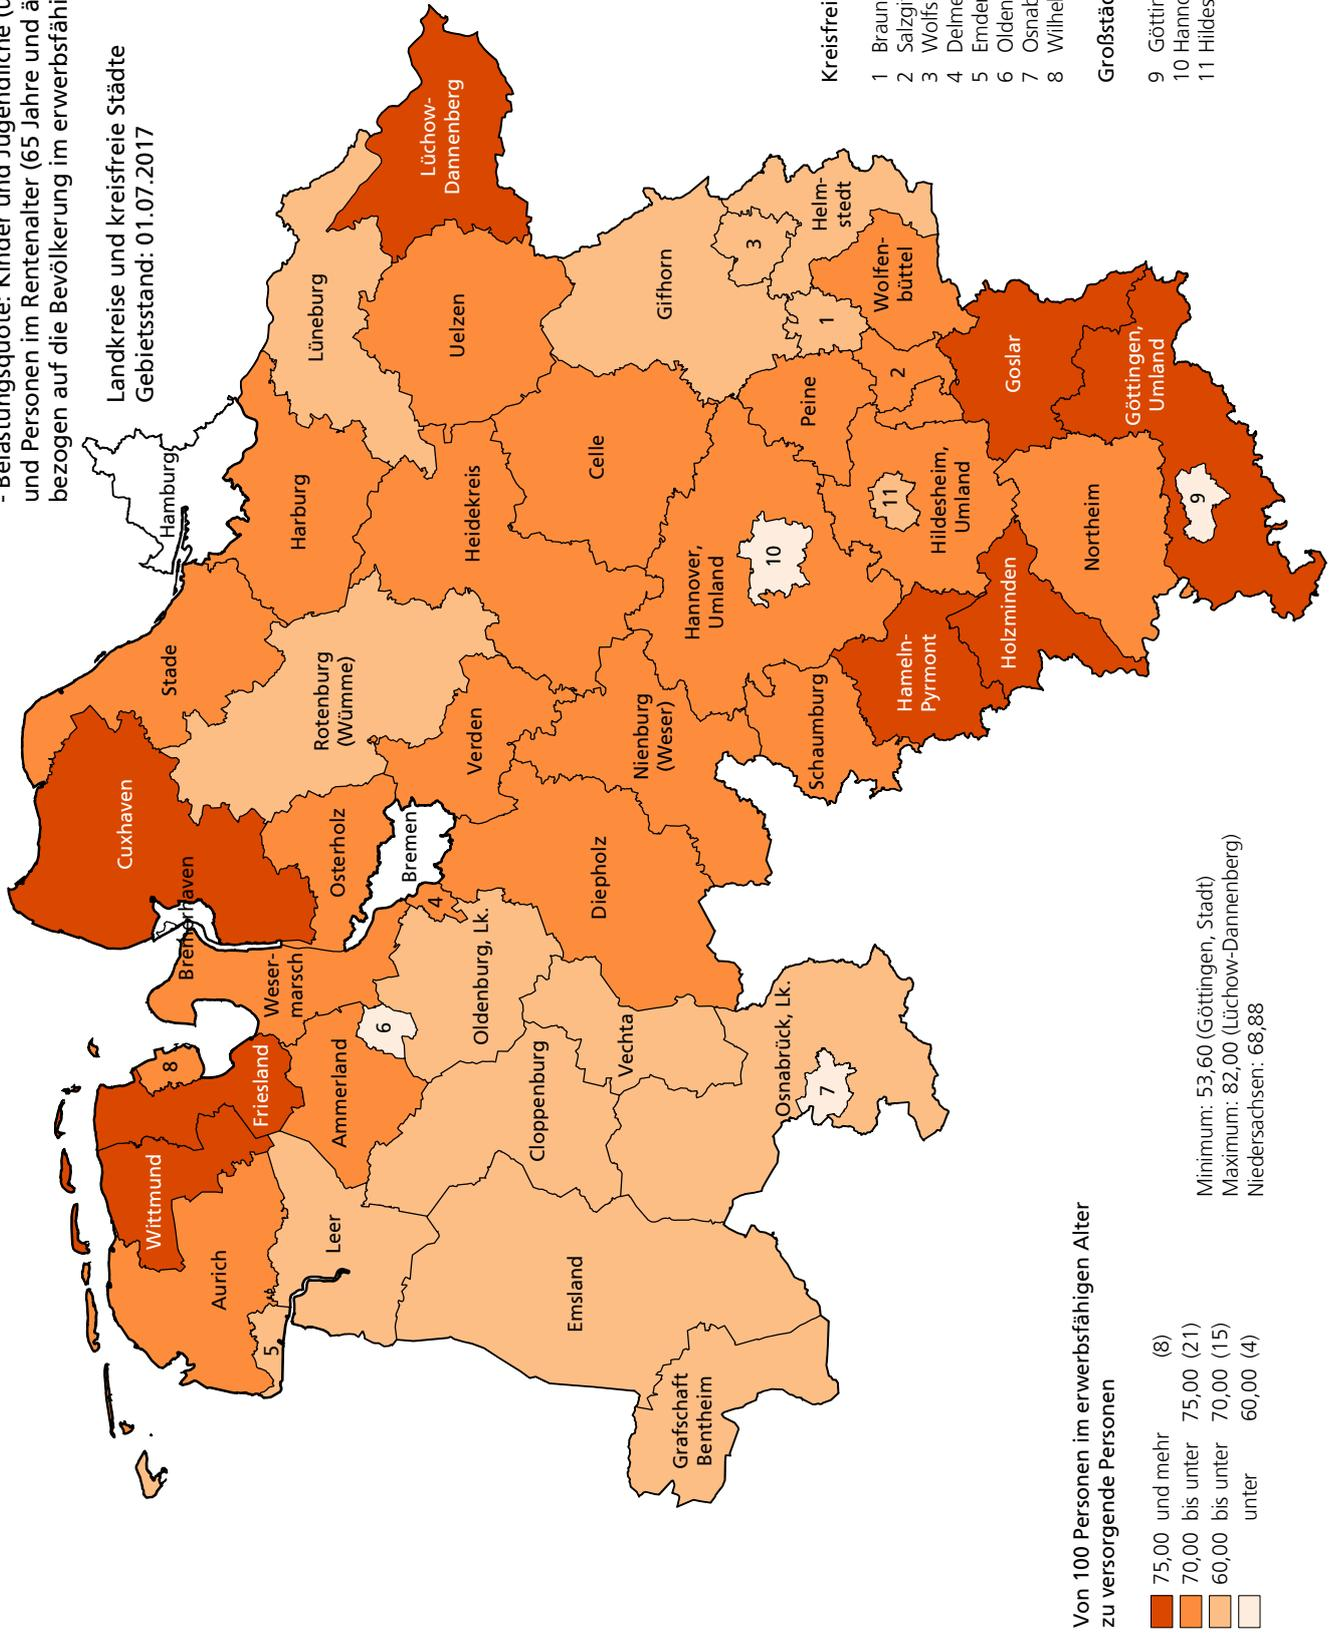 - Belastungsquote: Kinder und Jugendliche
und Personen im Rentenalter (65 Jahre und
bezogen auf die Bevölkerung im
Landkreise und kreisfreie Städte
Gebietsstand: 01.07.2017
Hamburg
Bremerhaven
Bremen
Cuxhaven
Stade
Harburg
Lüneburg
Lüchow-
Dannenberg
Uelzen
Rotenburg
(Wümme)
Osterholz
Heidekreis
Verden
Celle
Gifhorn
Wittmund
Aurich
Friesland
Weser-
marsch
Ammerland
Leer
Oldenburg, Lk.
Cloppenburg
Emsland
Vechta
Diepholz
Nienburg
(Weser)
Hannover,
Umland
Grafschaft
Bentheim
Osnabrück, Lk.
Schaumburg
Peine
Helm-
stedt
Wolfen-
büttel
Hildesheim,
Umland
Hameln-
Pyrmont
Holzminden
Goslar
Northeim
Göttingen,
Umland
1
2
3
4
5
6
7
8
9
10
11
Kreisfrei
1 Braun
2 Salzgi
3 Wolfs
4 Delme
5 Emde
6 Olden
7 Osnab
8 Wilhel
Großstäd
9 Göttin
10 Hanno
11 Hildes
Von 100 Personen im erwerbsfähigen Alter
zu versorgende Personen
75,00 und mehr (8)
70,00 bis unter 75,00 (21)
60,00 bis unter 70,00 (15)
unter 60,00 (4)
Minimum: 53,60 (Göttingen, Stadt)
Maximum: 82,00 (Lüchow-Dannenberg)
Niedersachsen: 68,88